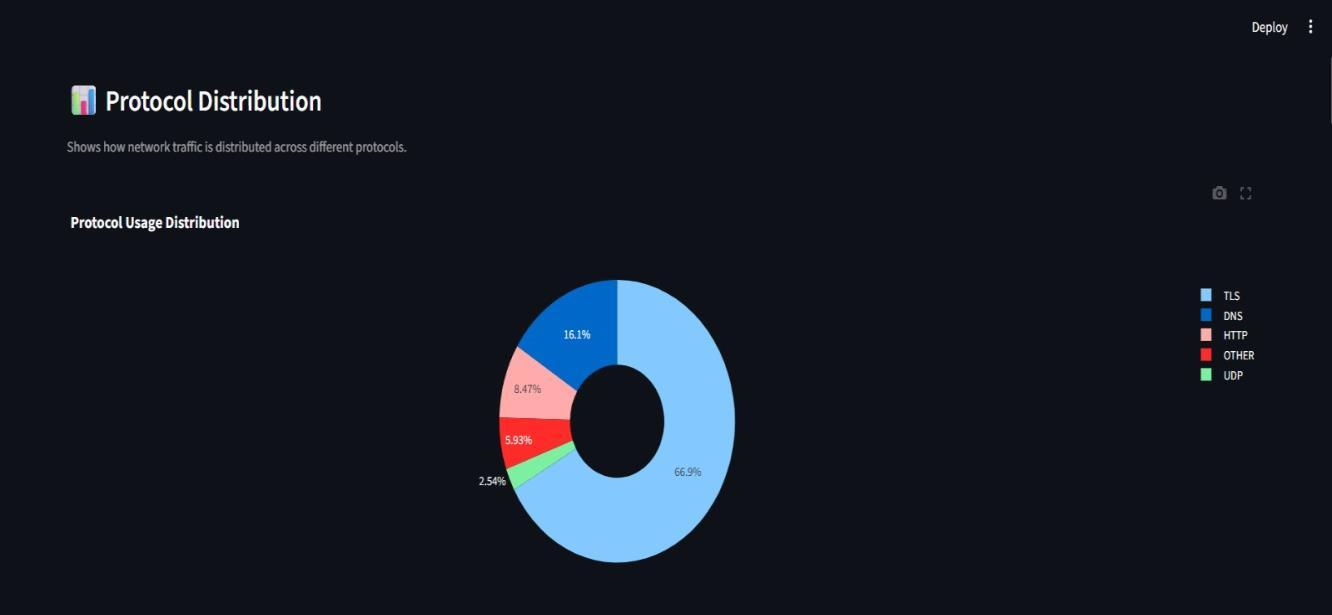 Deploy
Protocol Distribution
Shows how network traffic is distributed across different protocols.
Protocol Usage Distribution
16.1%
8.47%
5.93%
2.54%
66.9%
TLS
DNS
HTTP
OTHER
UDP